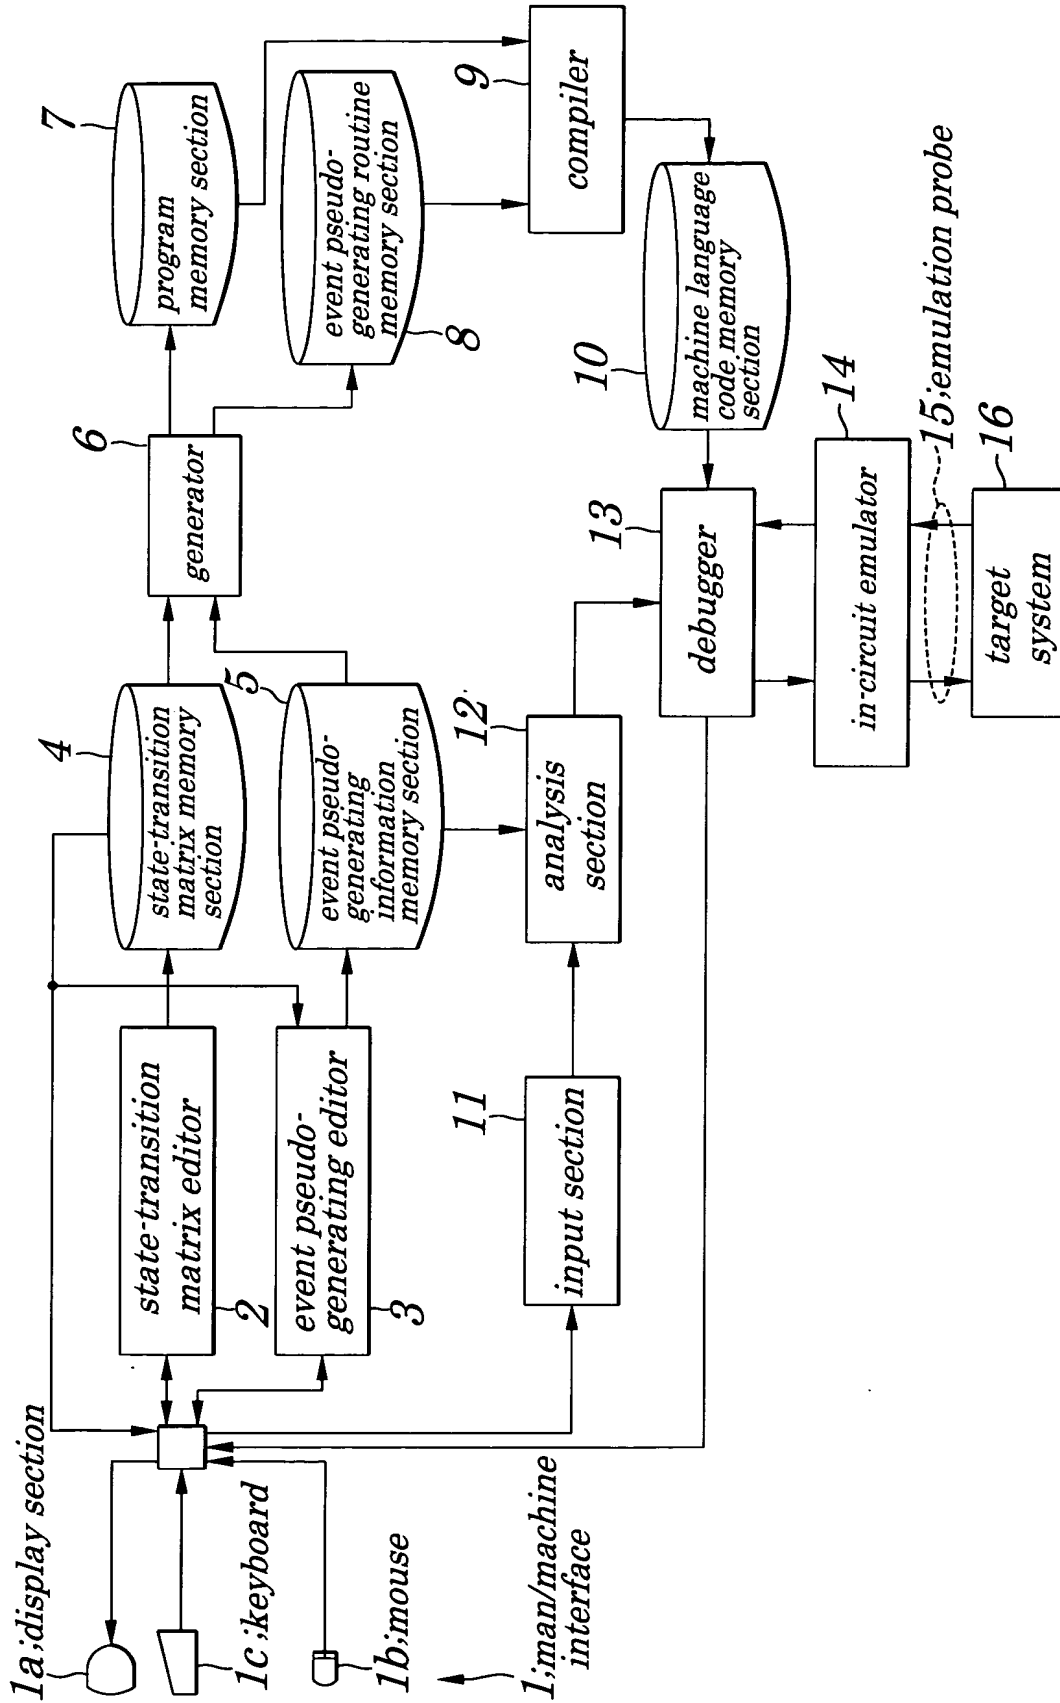 1a;display section
1c;keyboard
1b;mouse
1;man/machine
interface
state-transition
matrix editor
2
event pseudo-
generating editor
3
4
state-transition
matrix memory
section
5
event pseudo-
generating
information
memory section
6
generator
7
program
memory section
event pseudo-
generating routine
memory section
8
9
compiler
10
machine language
code memory
section
11
input section
12
analysis
section
13
debugger
14
in-circuit emulator
15;emulation probe
16
target
system